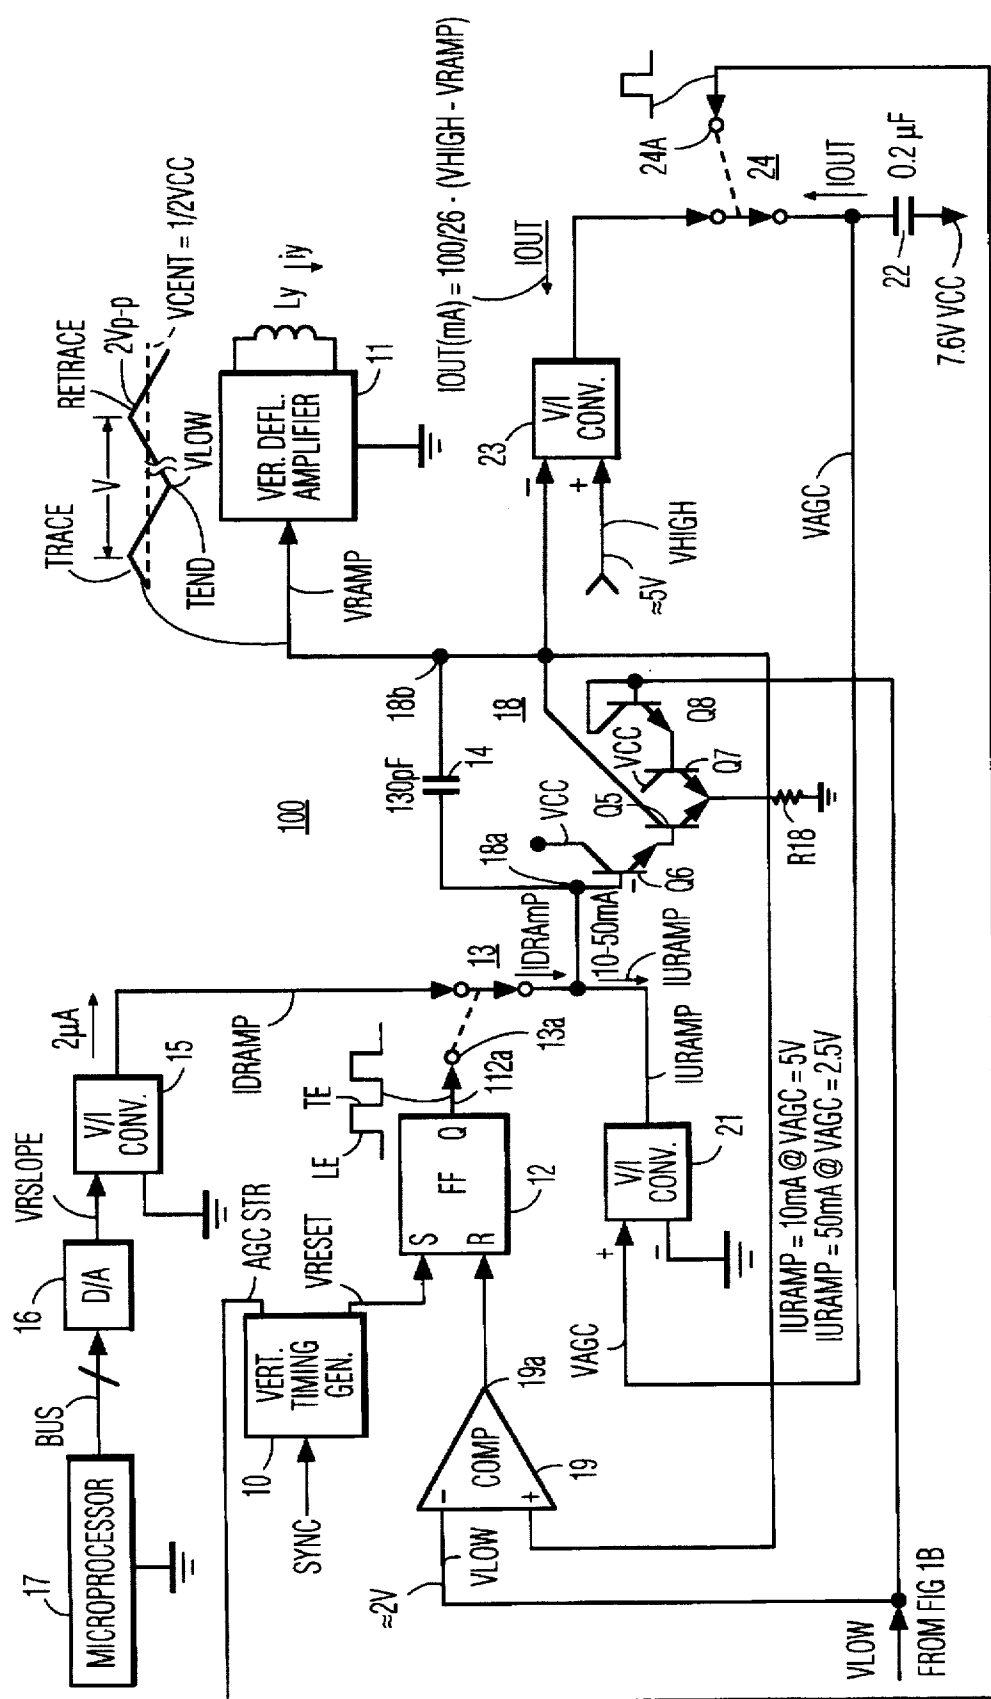 17
MICROPROCESSOR
BUS
16
D/A
VRSLOPE
V/I
CONV.
15
2µA
IDRAMP
SYNC
10
VERT.
TIMING
GEN.
AGC STR
VRESET
S
R
FF
Q
12
LE
TE
112a
13a
13
IDRAmP
10-50mA
IURAMP
IURAMP
≈2V
VLOW
-
+
COMP
19
19a
VAGC
+
-
V/I
CONV.
21
IURAMP = 10mA @ VAGC = 5V
IURAMP = 50mA @ VAGC = 2.5V
VLOW
FROM FIG 1B
100
130pF
14
18a
18b
18
VCC
-
Q6
Q5
VCC
Q7
Q8
R18
TRACE
V
RETRACE
2Vp-p
VCENT = 1/2VCC
TEND
VLOW
VRAMP
VER. DEFL.
AMPLIFIER
11
Ly
iy
IOUT(mA) = 100/26 - (VHIGH - VRAMP)
IOUT
23
V/I
CONV.
-
+
≈5V
VHIGH
VAGC
24A
24
IOUT
22
0.2 µF
7.6V VCC